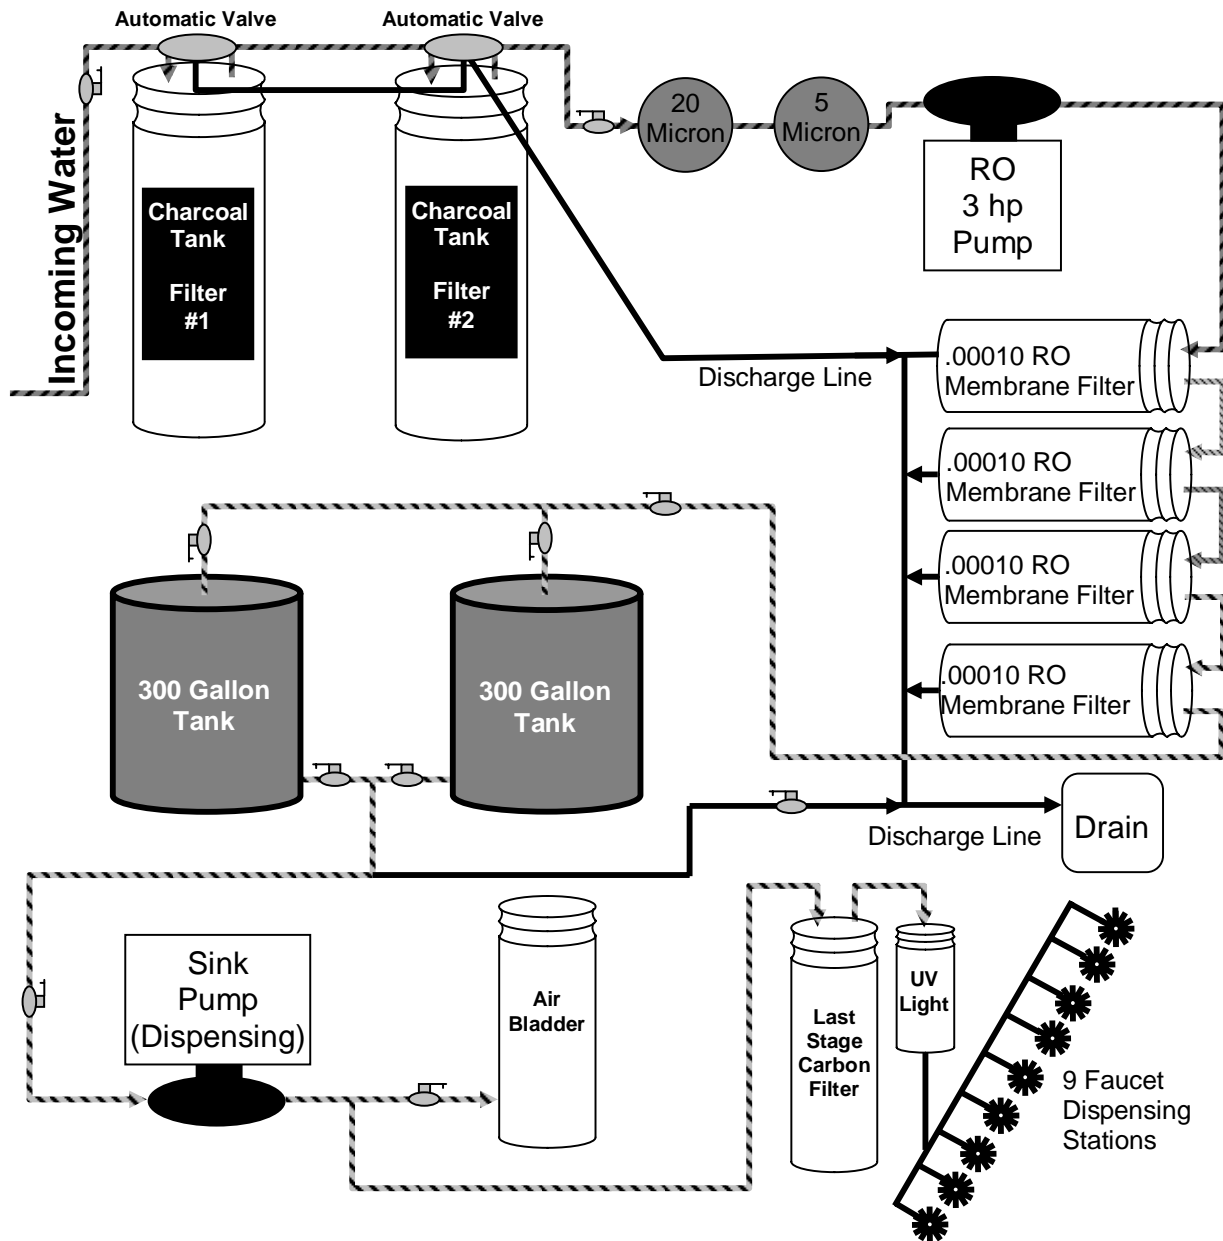 Automatic Valve
Automatic Valve
Incoming Water
Charcoal
Tank
Filter
#1
Charcoal
Tank
Filter
#2
20
Micron
5
Micron
RO
3 hp
Pump
Discharge Line
.00010 RO
Membrane Filter
.00010 RO
Membrane Filter
.00010 RO
Membrane Filter
.00010 RO
Membrane Filter
300 Gallon
Tank
300 Gallon
Tank
Discharge Line
Drain
Sink
Pump
(Dispensing)
Air
Bladder
Last
Stage
Carbon
Filter
UV
Light
9 Faucet
Dispensing
Stations